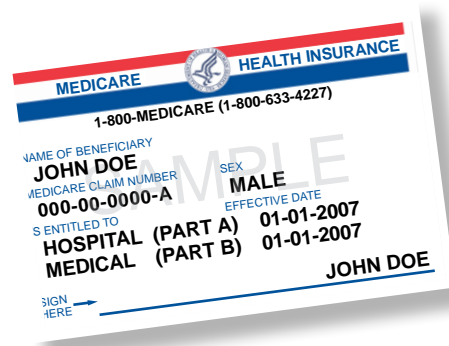 MEDICARE HEALTH INSURANCE
1-800-MEDICARE (1-800-633-4227)
NAME OF BENEFICIARY
JOHN DOE
MEDICARE CLAIM NUMBER SEX
000-00-0000-A MALE
IS ENTITLED TO EFFECTIVE DATE
HOSPITAL (PART A) 01-01-2007
MEDICAL (PART B) 01-01-2007
SIGN
HERE
JOHN DOE
SAMPLE